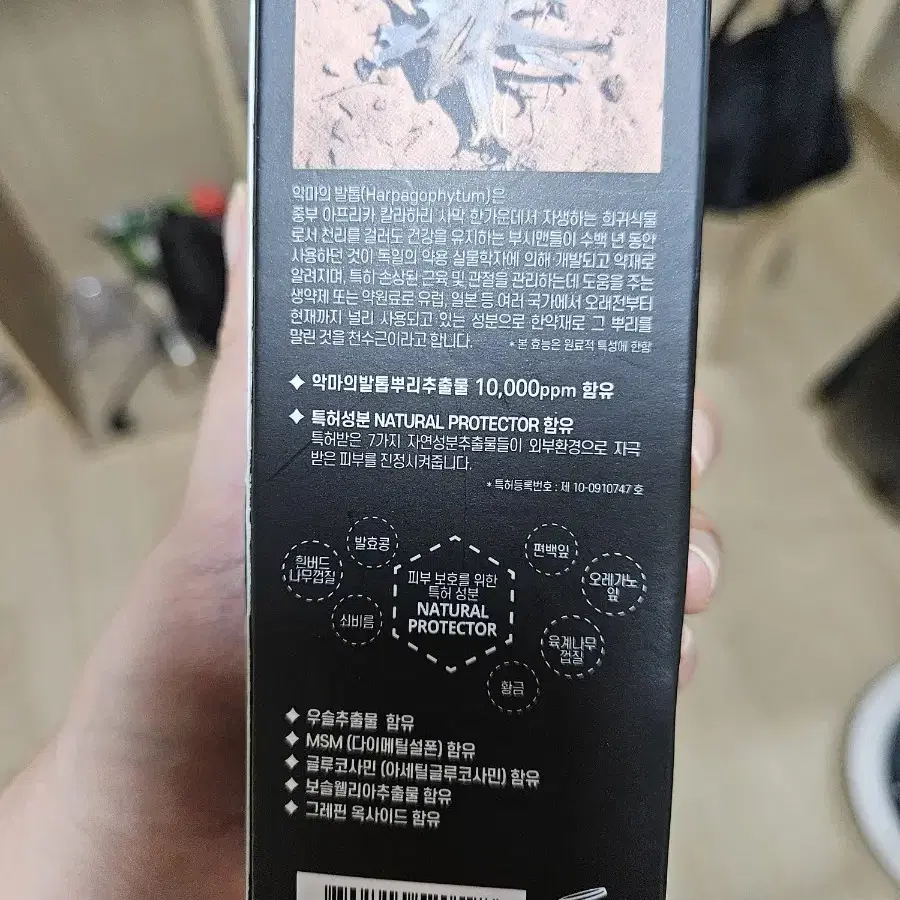 악마의 발톱(Harpagophytum)은
중부 아프리카 칼라하리 사막 한가운데서 자생하는 희귀식물
로서 천리를 걸러도 건강을 유지하는 부시맨들이 수백 년 동안
사용하던 것이 독일의 약용 실물학자에 의해 개발되고 약재로
알려지며, 특히 손상된 근육 및 관절을 관리하는데 도움을 주는
생약제 또는 약원료로 유럽, 일본 등 여러 국가에서 오래전부터
현재까지 널리 사용되고 있는 성분으로 한약재로 그 뿌리를
말린 것을 천수근이라고 합니다. *본 효능은 원료적 특성에 한함
악마의발톱뿌리추출물 10,000ppm 함유
특허성분 NATURAL PROTECTOR 함유
특허받은 7가지 자연성분추출물들이 외부환경으로 자극
받은 피부를 진정시켜줍니다.
*특허등록번호 : 제 10-0910747 호
발효콩
흰버드
나무껍질
쇠비름
피부 보호를 위한
특허 성분
NATURAL
PROTECTOR
편백잎
오레가노
잎
육계나무
껍질
황금
우슬추출물 함유
MSM (다이메틸설폰) 함유
글루코사민 (아세틸글루코사민) 함유
보스웰리아추출물 함유
그래핀 옥사이드 함유